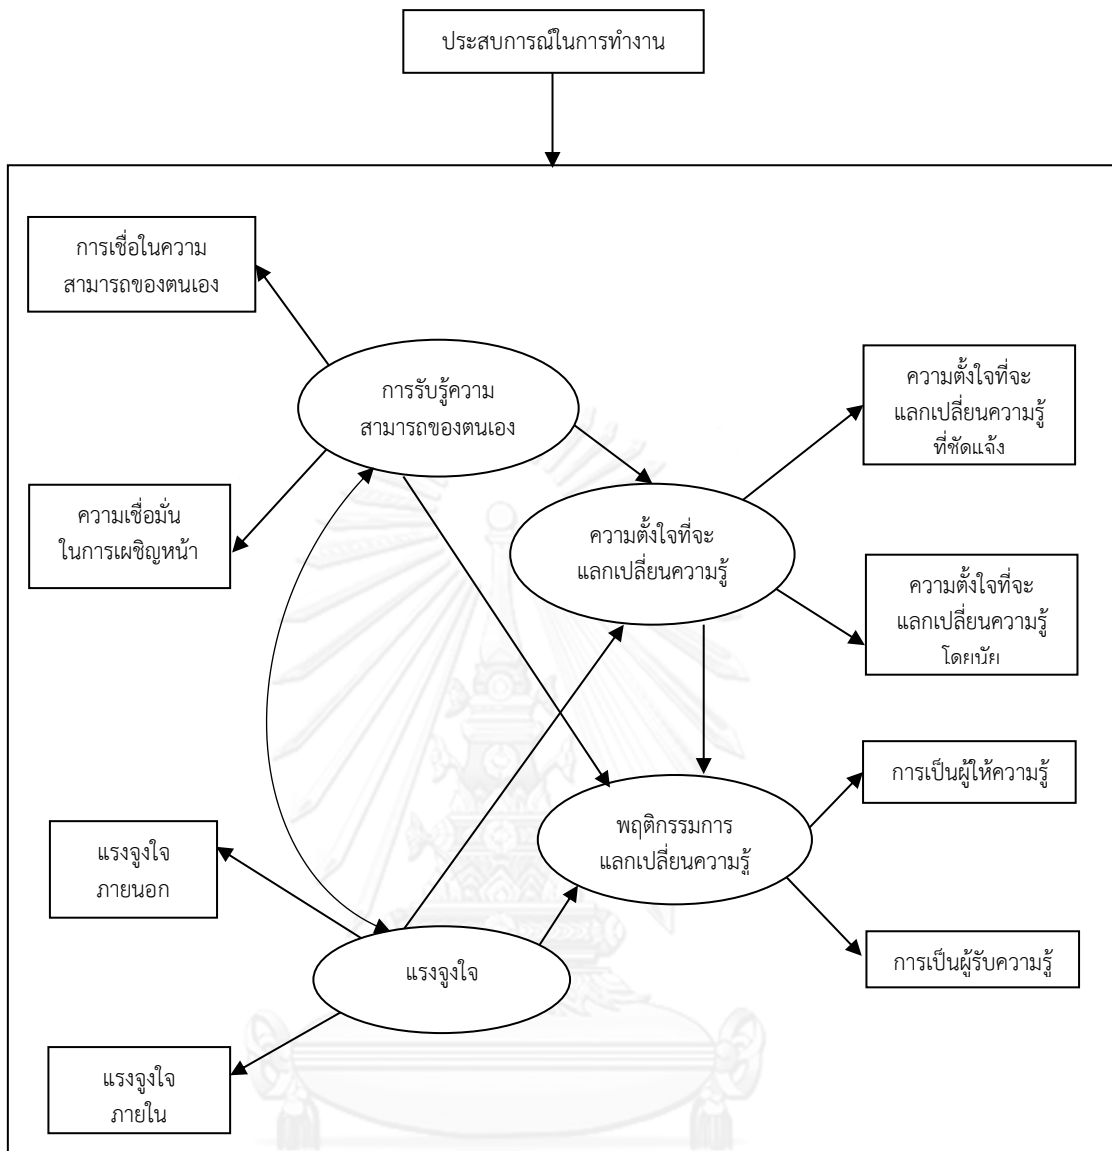 ประสบการณ์ในการทำงาน
การเชื่อในความ
สามารถของตนเอง
การรับรู้ความ
สามารถของตนเอง
ความตั้งใจที่จะ
แลกเปลี่ยนความรู้
ที่ชัดแจ้ง
ความเชื่อมั่น
ในการเผชิญหน้า
ความตั้งใจที่จะ
แลกเปลี่ยนความรู้
ความตั้งใจที่จะ
แลกเปลี่ยนความรู้
โดยนัย
การเป็นผู้ให้ความรู้
พฤติกรรมการ
แลกเปลี่ยนความรู้
แรงจูงใจ
ภายนอก
แรงจูงใจ
การเป็นผู้รับความรู้
แรงจูงใจ
ภายใน